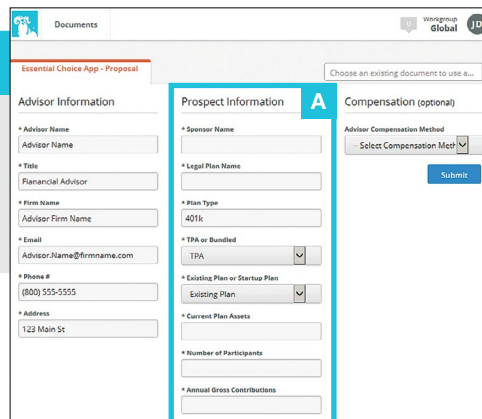 Documents
0
Workgroup
Global
JD
Essential Choice App - Proposal
Choose an existing document to use a...
Advisor Information
* Advisor Name
Advisor Name
* Title
Flanancial Advisor
* Firm Name
Advisor Firm Name
* Email
Advisor.Name@firmname.com
* Phone #
(800) 555-5555
* Address
123 Main St
Prospect Information
A
* Sponsor Name
* Legal Plan Name
* Plan Type
401k
* TPA or Bundled
TPA
* Existing Plan or Startup Plan
Existing Plan
* Current Plan Assets
* Number of Participants
* Annual Gross Contributions
Compensation (optional)
Advisor Compensation Method
-- Select Compensation Meth
Submit